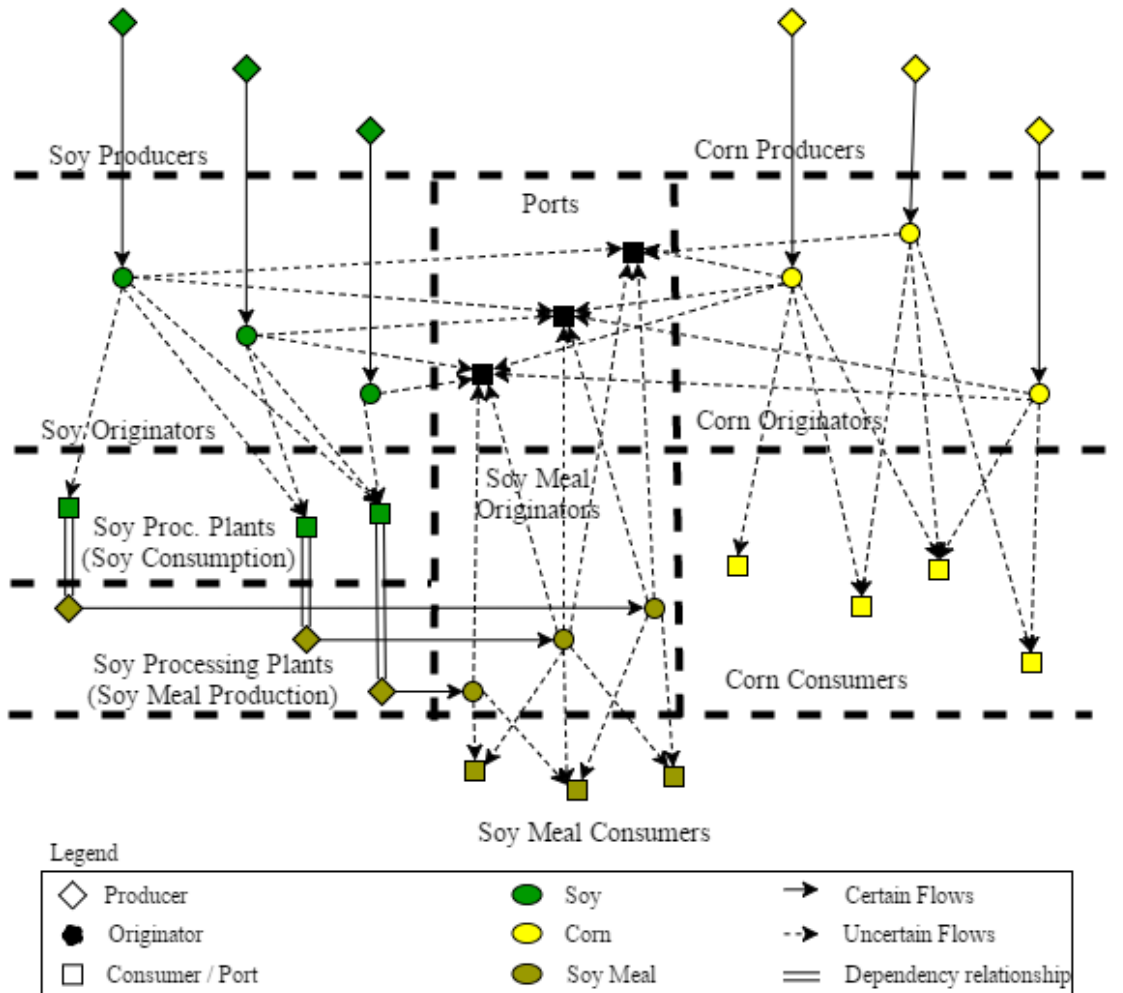 Soy Producers
Corn Producers
Ports
Soy Originators
Corn Originators
Soy Meal
Originators
Soy Proc. Plants
(Soy Consumption)
Soy Processing Plants
(Soy Meal Production)
Corn Consumers
Soy Meal Consumers
Legend
Producer
Soy
Certain Flows
Originator
Corn
Uncertain Flows
Consumer / Port
Soy Meal
Dependency relationship